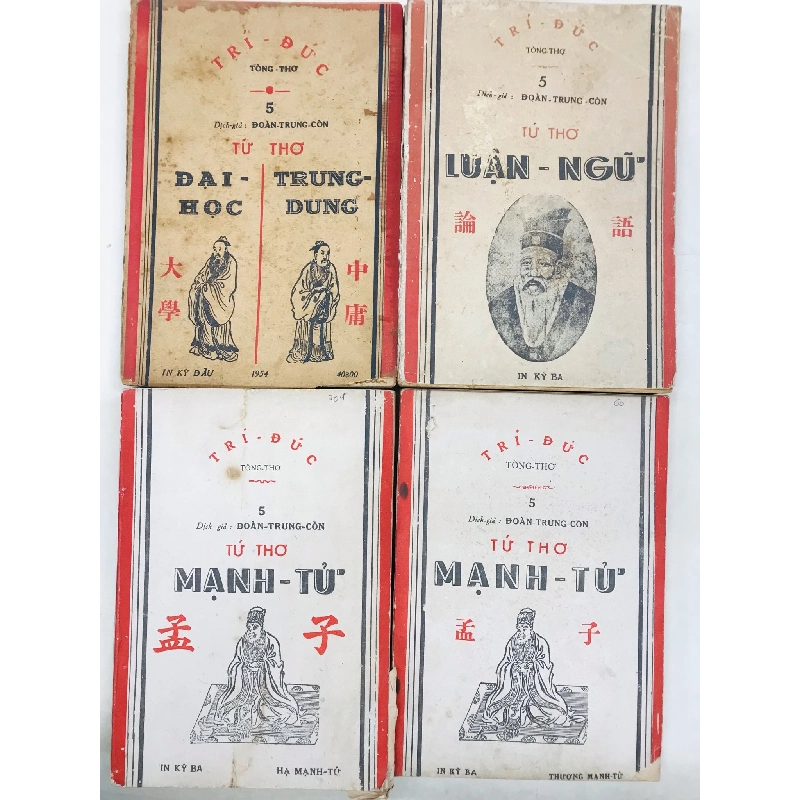 TRÍ - ĐỨC
TÒNG - THƠ
5
Dịch-giả : ĐOÀN-TRUNG-CÒN
TỨ THƠ
ĐẠI -
HỌC
TRUNG-
DUNG
大學
中庸
IN KỲ ĐẦU
1954
40$00
TRÍ - ĐỨC
TÒNG-THƠ
5
Dịch-giả : ĐOÀN-TRUNG-CÒN
TỨ THƠ
LUẬN - NGỮ
論
語
IN KỲ BA
TRÍ - ĐỨC
TÒNG-THƠ
5
Dịch-giả : ĐOÀN-TRUNG-CÒN
TỨ THƠ
MẠNH - TỬ
孟 子
IN KỲ BA
HẠ MẠNH-TỬ
TRÍ - ĐỨC
TÒNG-THƠ
5
Dịch-giả : ĐOÀN TRUNG CÒN
TỨ THƠ
MẠNH - TỬ
孟 子
IN KỲ BA
THƯỢNG MẠNH-TỬ